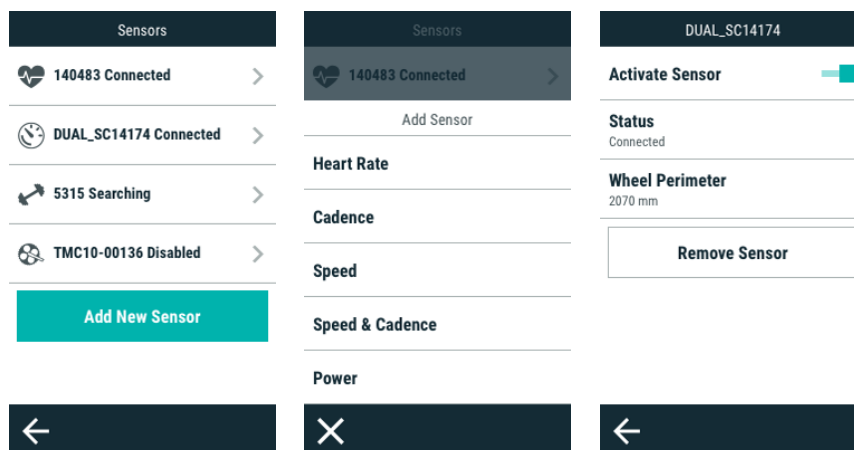 Sensors
140483 Connected
DUAL_SC14174 Connected
5315 Searching
TMC10-00136 Disabled
Add New Sensor
Sensors
140483 Connected
Add Sensor
Heart Rate
Cadence
Speed
Speed & Cadence
Power
DUAL_SC14174
Activate Sensor
Status
Connected
Wheel Perimeter
2070 mm
Remove Sensor